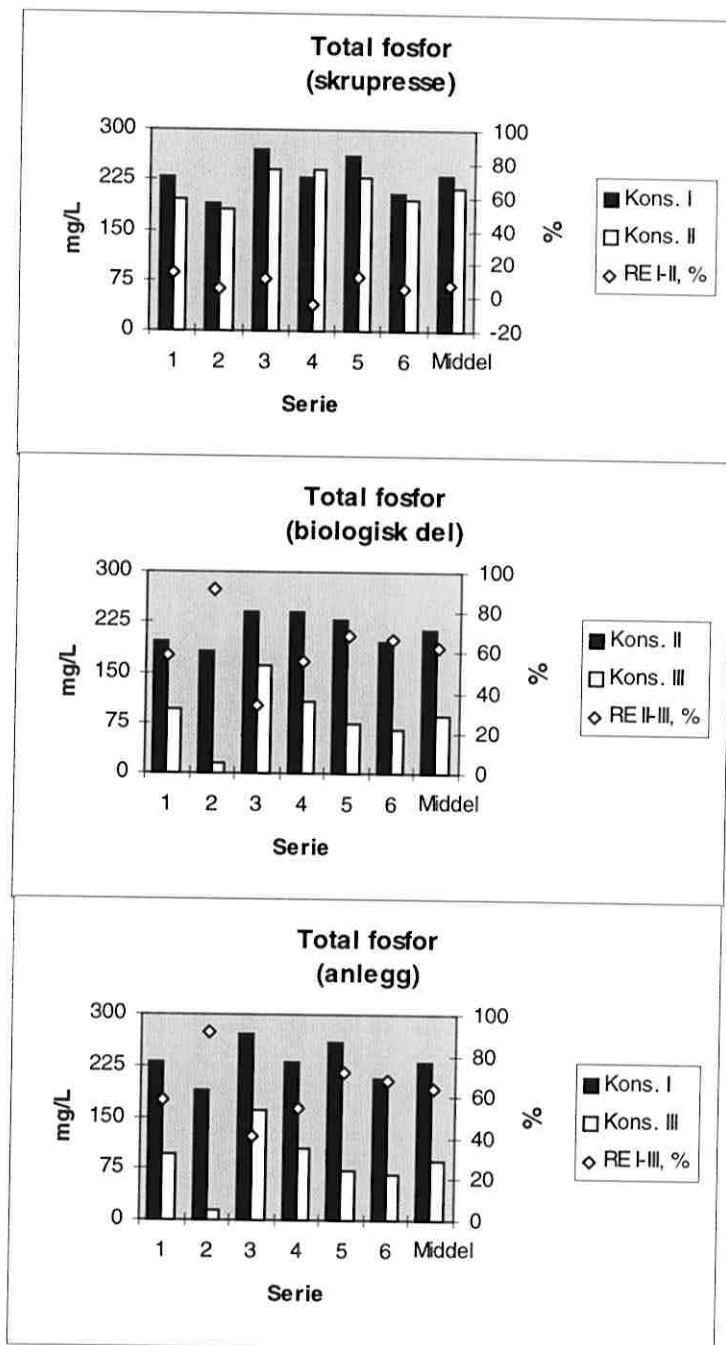 Total fosfor
(skrupresse)
300
225
150
75
0
mg/L
100
80
60
40
20
0
-20
%
1 2 3 4 5 6 Middel
Serie
Kons. I
Kons. II
RE I-II, %
Total fosfor
(biologisk del)
300
225
150
75
0
mg/L
100
80
60
40
20
0
%
1 2 3 4 5 6 Middel
Serie
Kons. II
Kons. III
RE II-III, %
Total fosfor
(anlegg)
300
225
150
75
0
mg/L
100
80
60
40
20
0
%
1 2 3 4 5 6 Middel
Serie
Kons. I
Kons. III
RE I-III, %